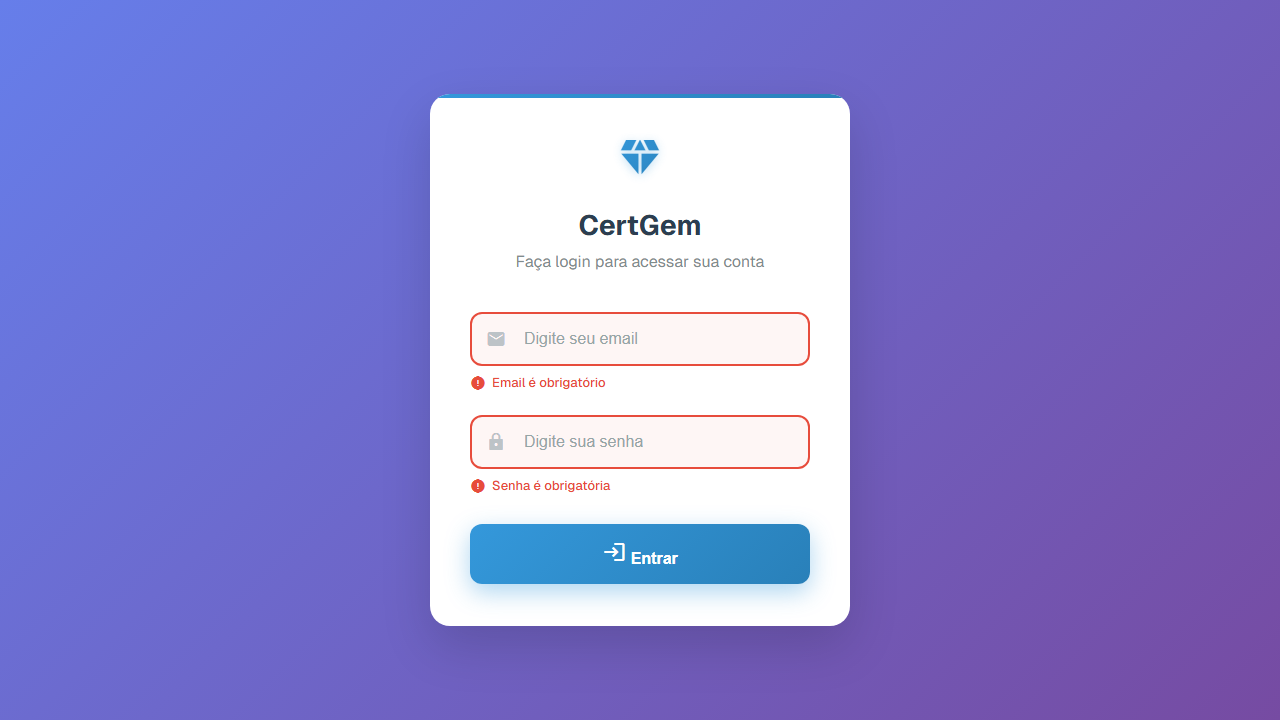 CertGem
Faça login para acessar sua conta
Digite seu email
Email é obrigatório
Digite sua senha
Senha é obrigatória
Entrar